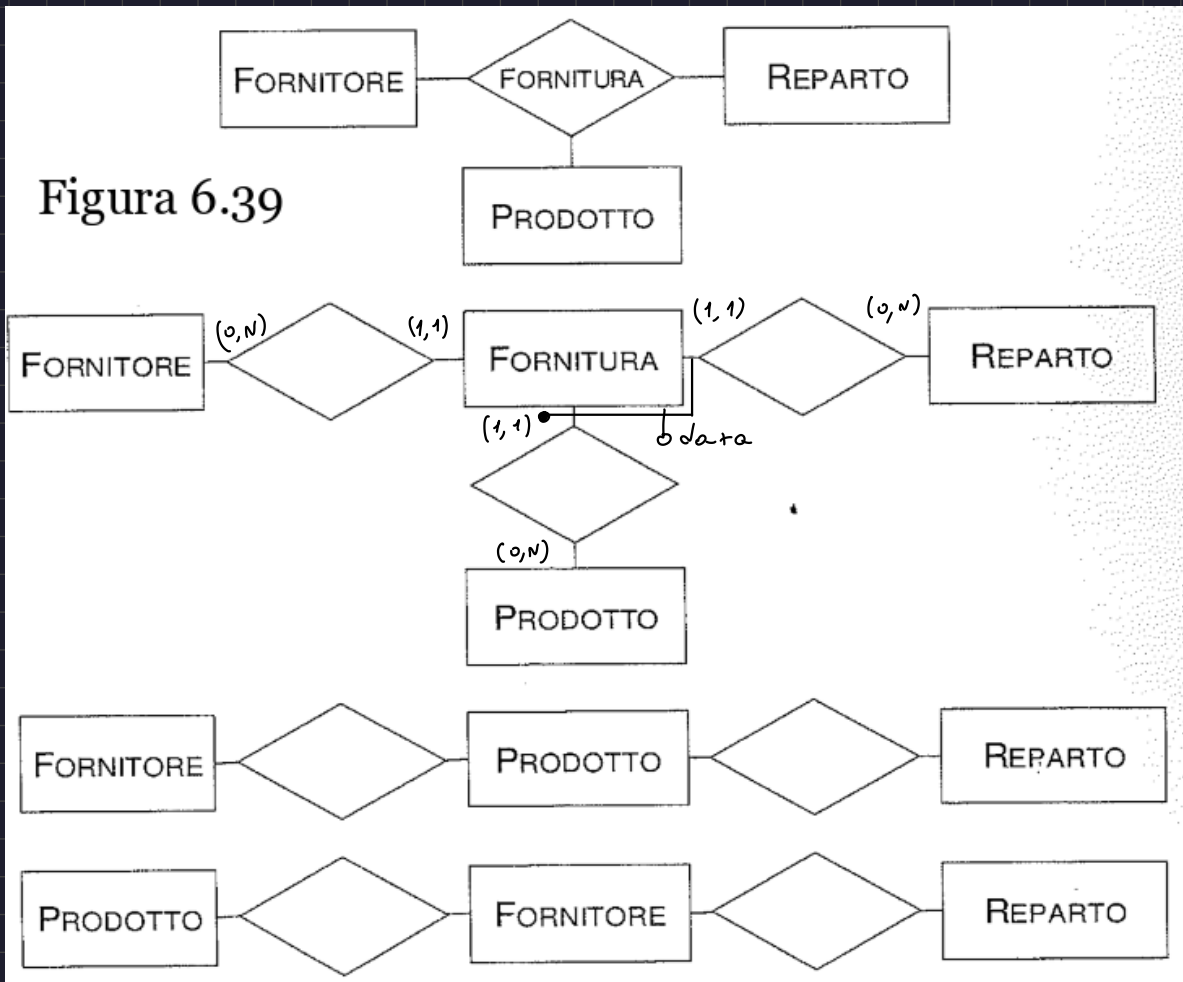 FORNITORE FORNITURA REPARTO
Figura 6.39
PRODOTTO
FORNITORE (0,N) (1,1) FORNITURA (1,1) (0,N) REPARTO
(1,1) data
(0,N)
PRODOTTO
FORNITORE PRODOTTO REPARTO
PRODOTTO FORNITORE REPARTO